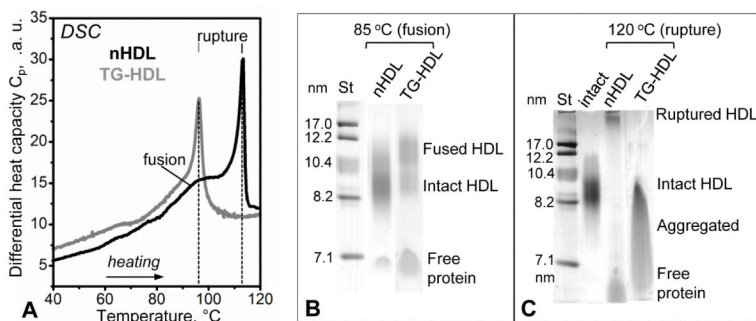 DSC
rupture
nHDL
TG-HDL
fusion
heating
Differential heat capacity Cₚ, .a. u.
35
30
25
20
15
10
5
40 60 80 100 120
Temperature, °C
A
85 °C (fusion)
nm St nHDL TG-HDL
17.0
12.2
10.4
8.2
7.1
Fused HDL
Intact HDL
Free
protein
B
120 °C (rupture)
nm St intact nHDL TG-HDL
17.0
12.2
10.4
8.2
7.1
nm
Ruptured HDL
Intact HDL
Aggregated
Free
protein
C